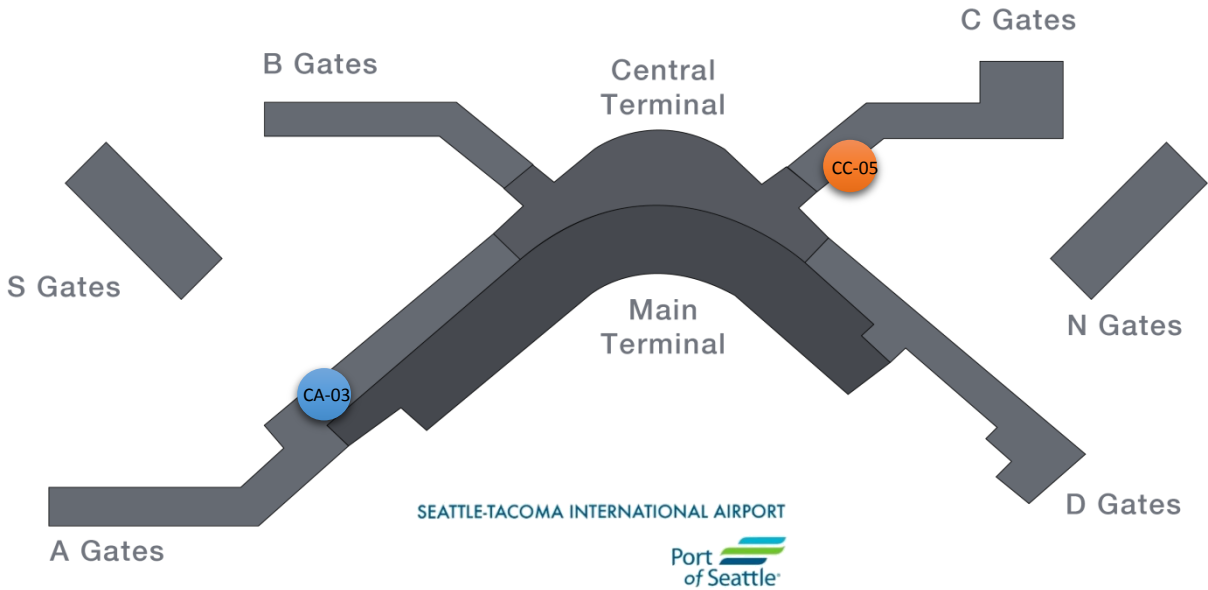 C Gates
B Gates
Central
Terminal
CC-05
S Gates
Main
Terminal
N Gates
CA-03
D Gates
A Gates
SEATTLE-TACOMA INTERNATIONAL AIRPORT
Port
of Seattle